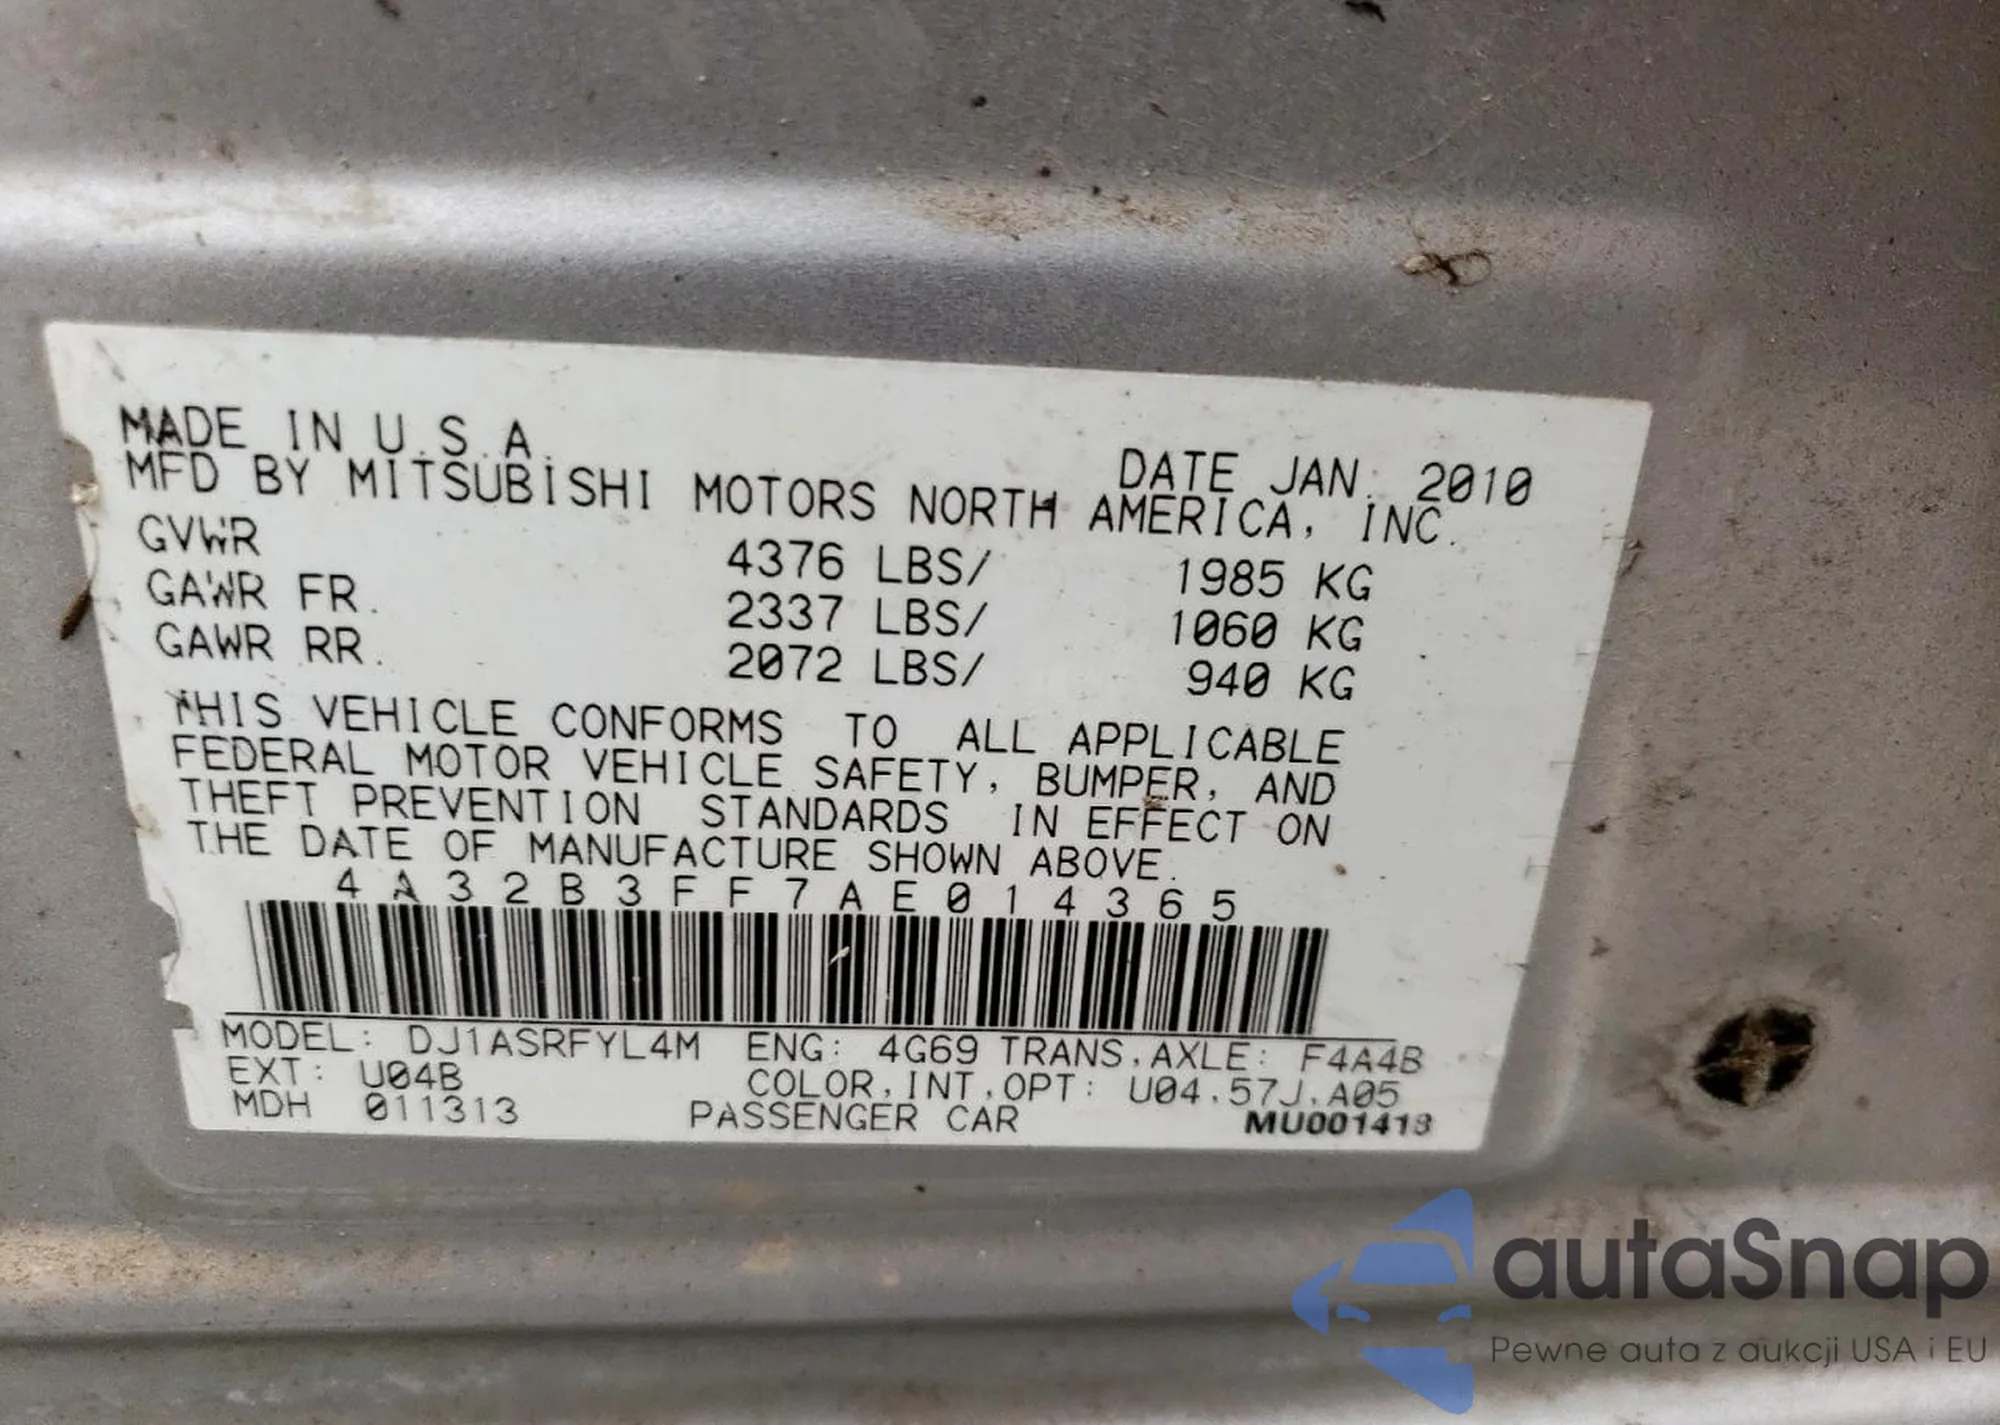 MADE IN U.S.A. DATE JAN. 2010
MFD BY MITSUBISHI MOTORS NORTH AMERICA, INC.
GVWR 4376 LBS/ 1985 KG
GAWR FR. 2337 LBS/ 1060 KG
GAWR RR. 2072 LBS/ 940 KG
THIS VEHICLE CONFORMS TO ALL APPLICABLE
FEDERAL MOTOR VEHICLE SAFETY, BUMPER, AND
THEFT PREVENTION STANDARDS IN EFFECT ON
THE DATE OF MANUFACTURE SHOWN ABOVE.
4A32B3FF7AE014365
MODEL: DJ1ASRFYL4M ENG: 4G69 TRANS,AXLE: F4A4B
EXT: U04B COLOR,INT,OPT: U04.57J.A05
MDH 011313 PASSENGER CAR MU001413
autaSnap
Pewne auta z aukcji USA i EU